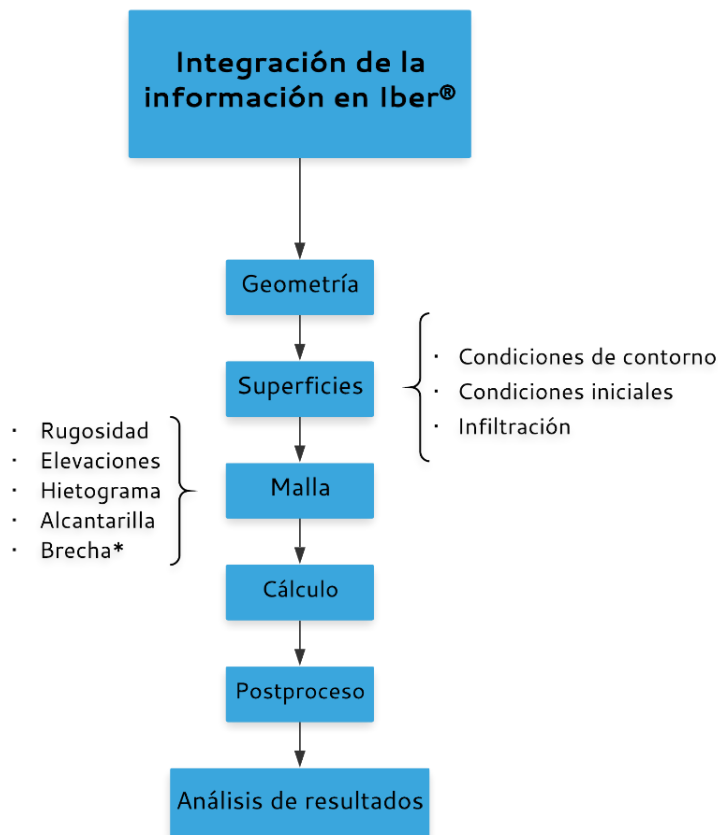 Integración de la
información en Iber®
Geometría
Superficies
· Condiciones de contorno
· Condiciones iniciales
· Infiltración
· Rugosidad
· Elevaciones
· Hietograma
· Alcantarilla
· Brecha*
Malla
Cálculo
Postproceso
Análisis de resultados